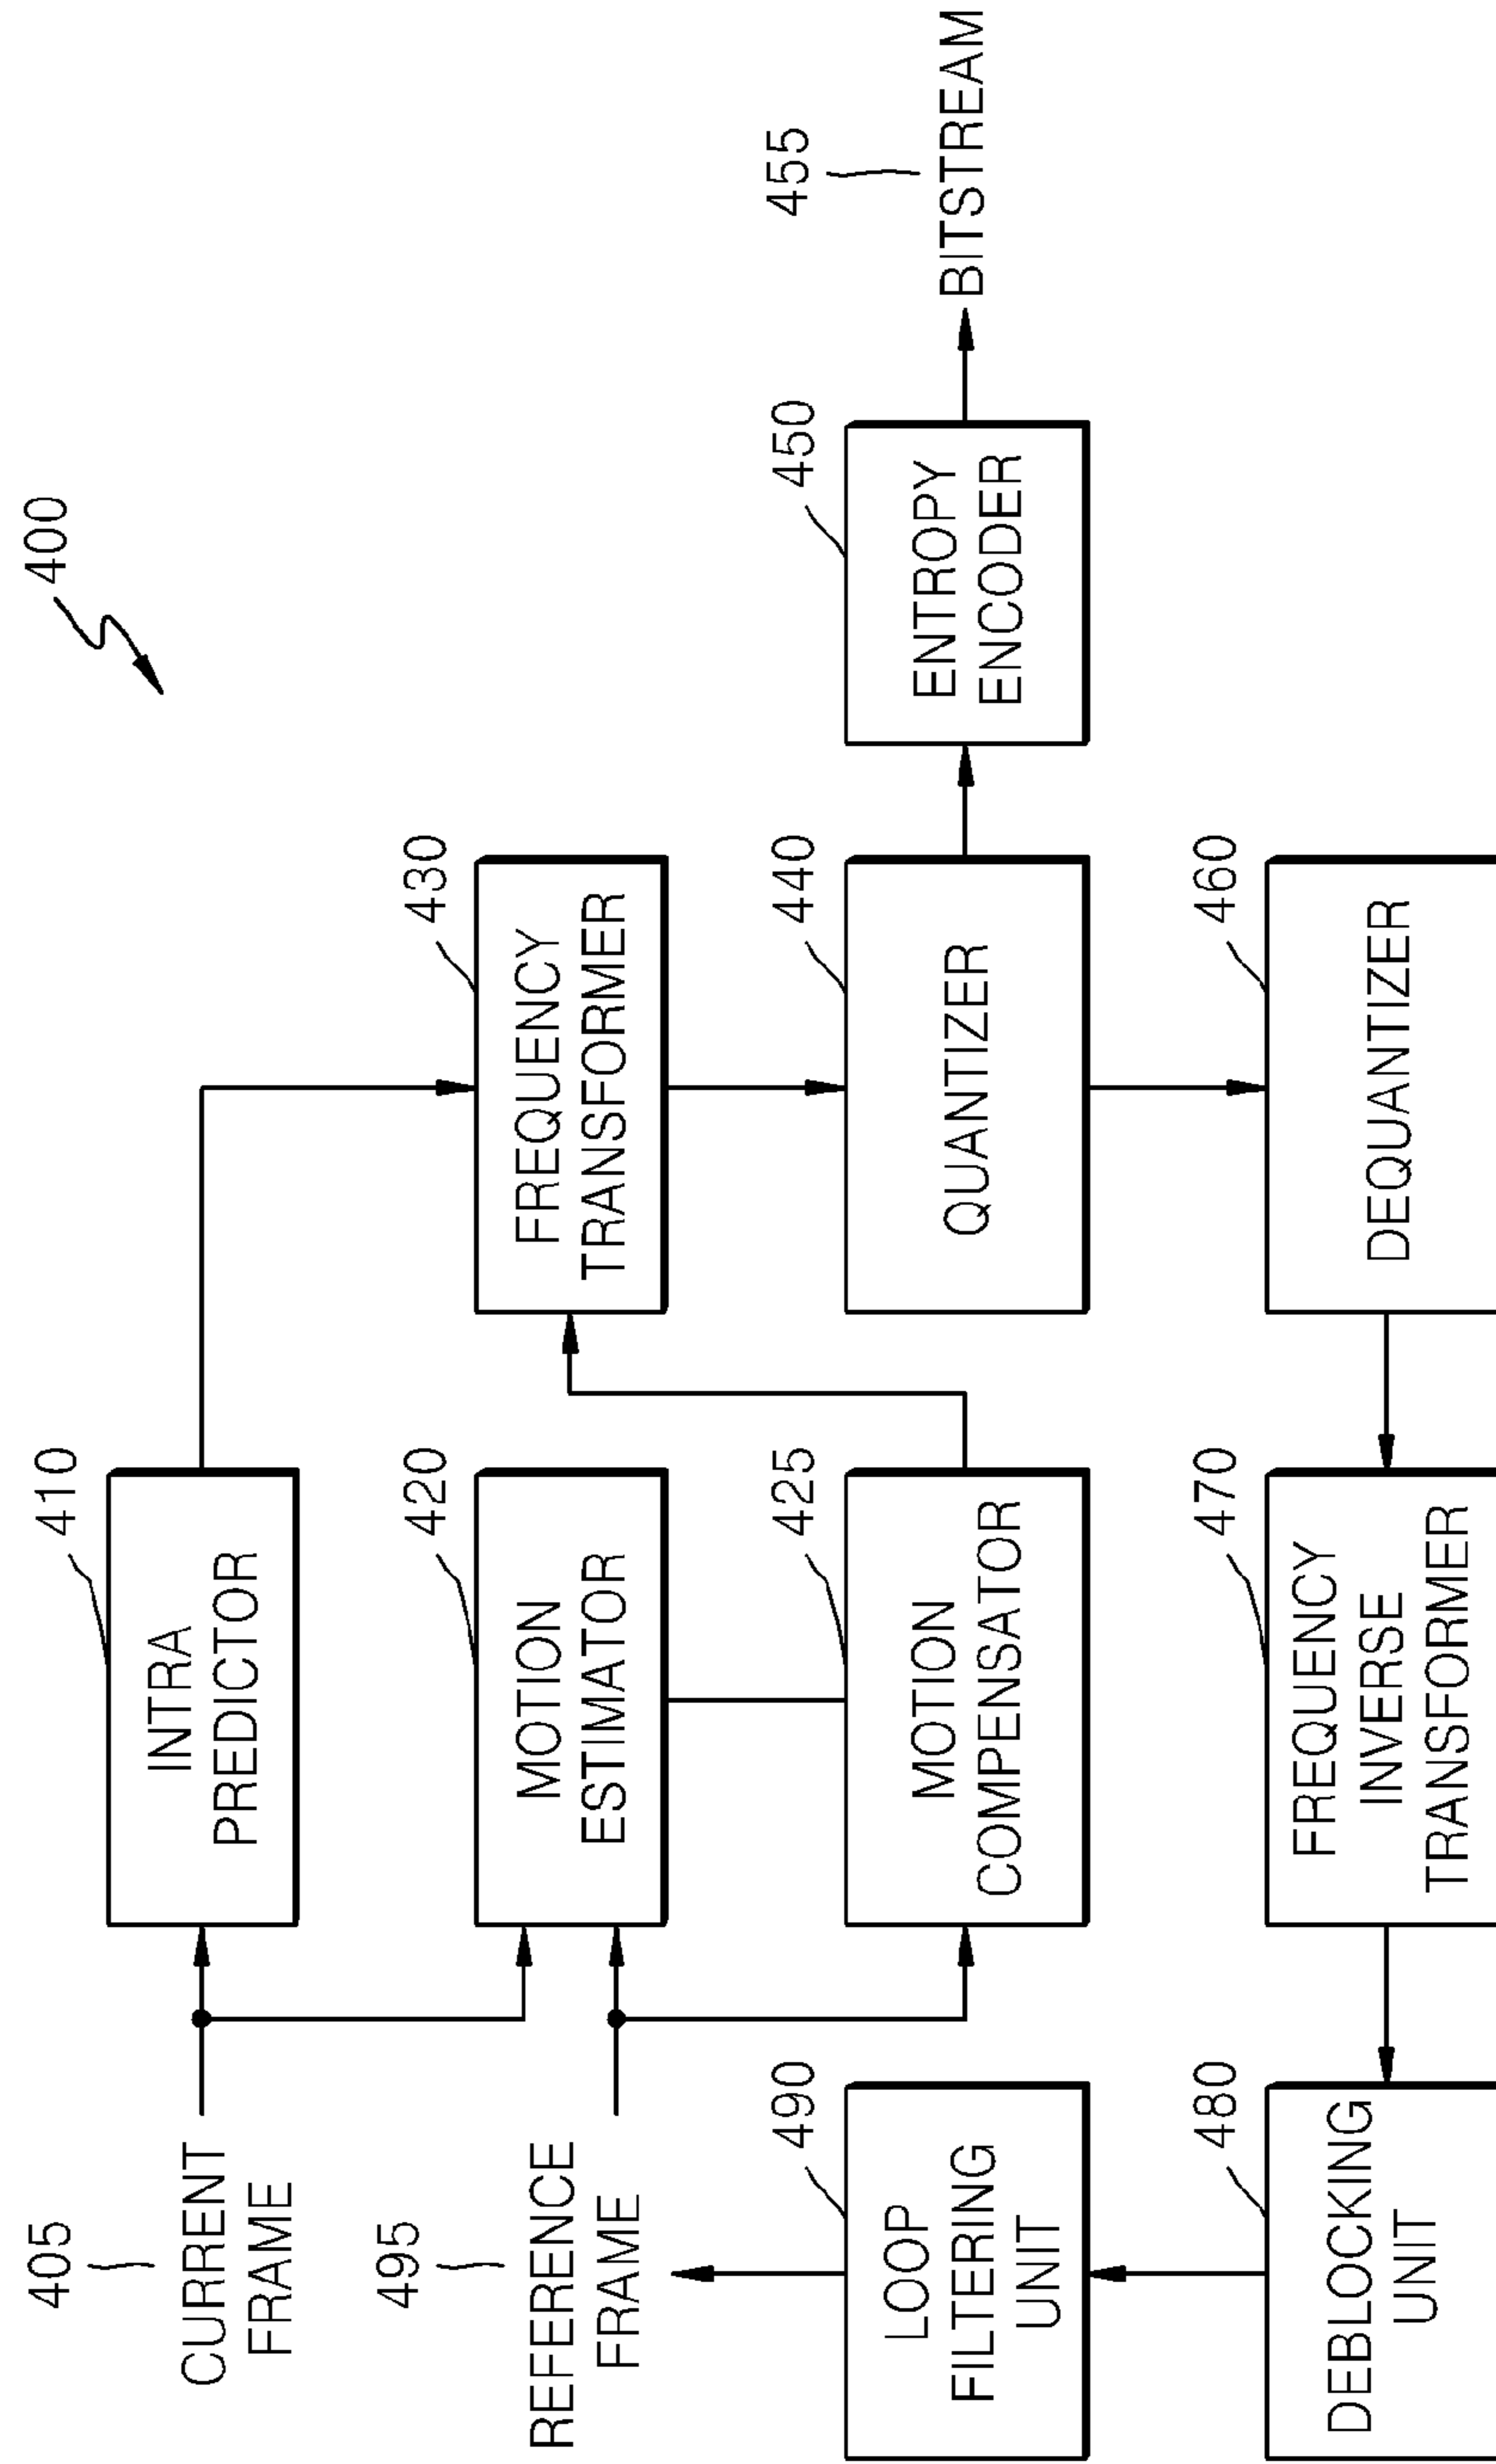 400
405
CURRENT
FRAME
410
INTRA
PREDICTOR
495
REFERENCE
FRAME
420
MOTION
ESTIMATOR
430
FREQUENCY
TRANSFORMER
490
LOOP
FILTERING
UNIT
425
MOTION
COMPENSATOR
440
QUANTIZER
450
ENTROPY
ENCODER
455
BITSTREAM
480
DEBLOCKING
UNIT
470
FREQUENCY
INVERSE
TRANSFORMER
460
DEQUANTIZER